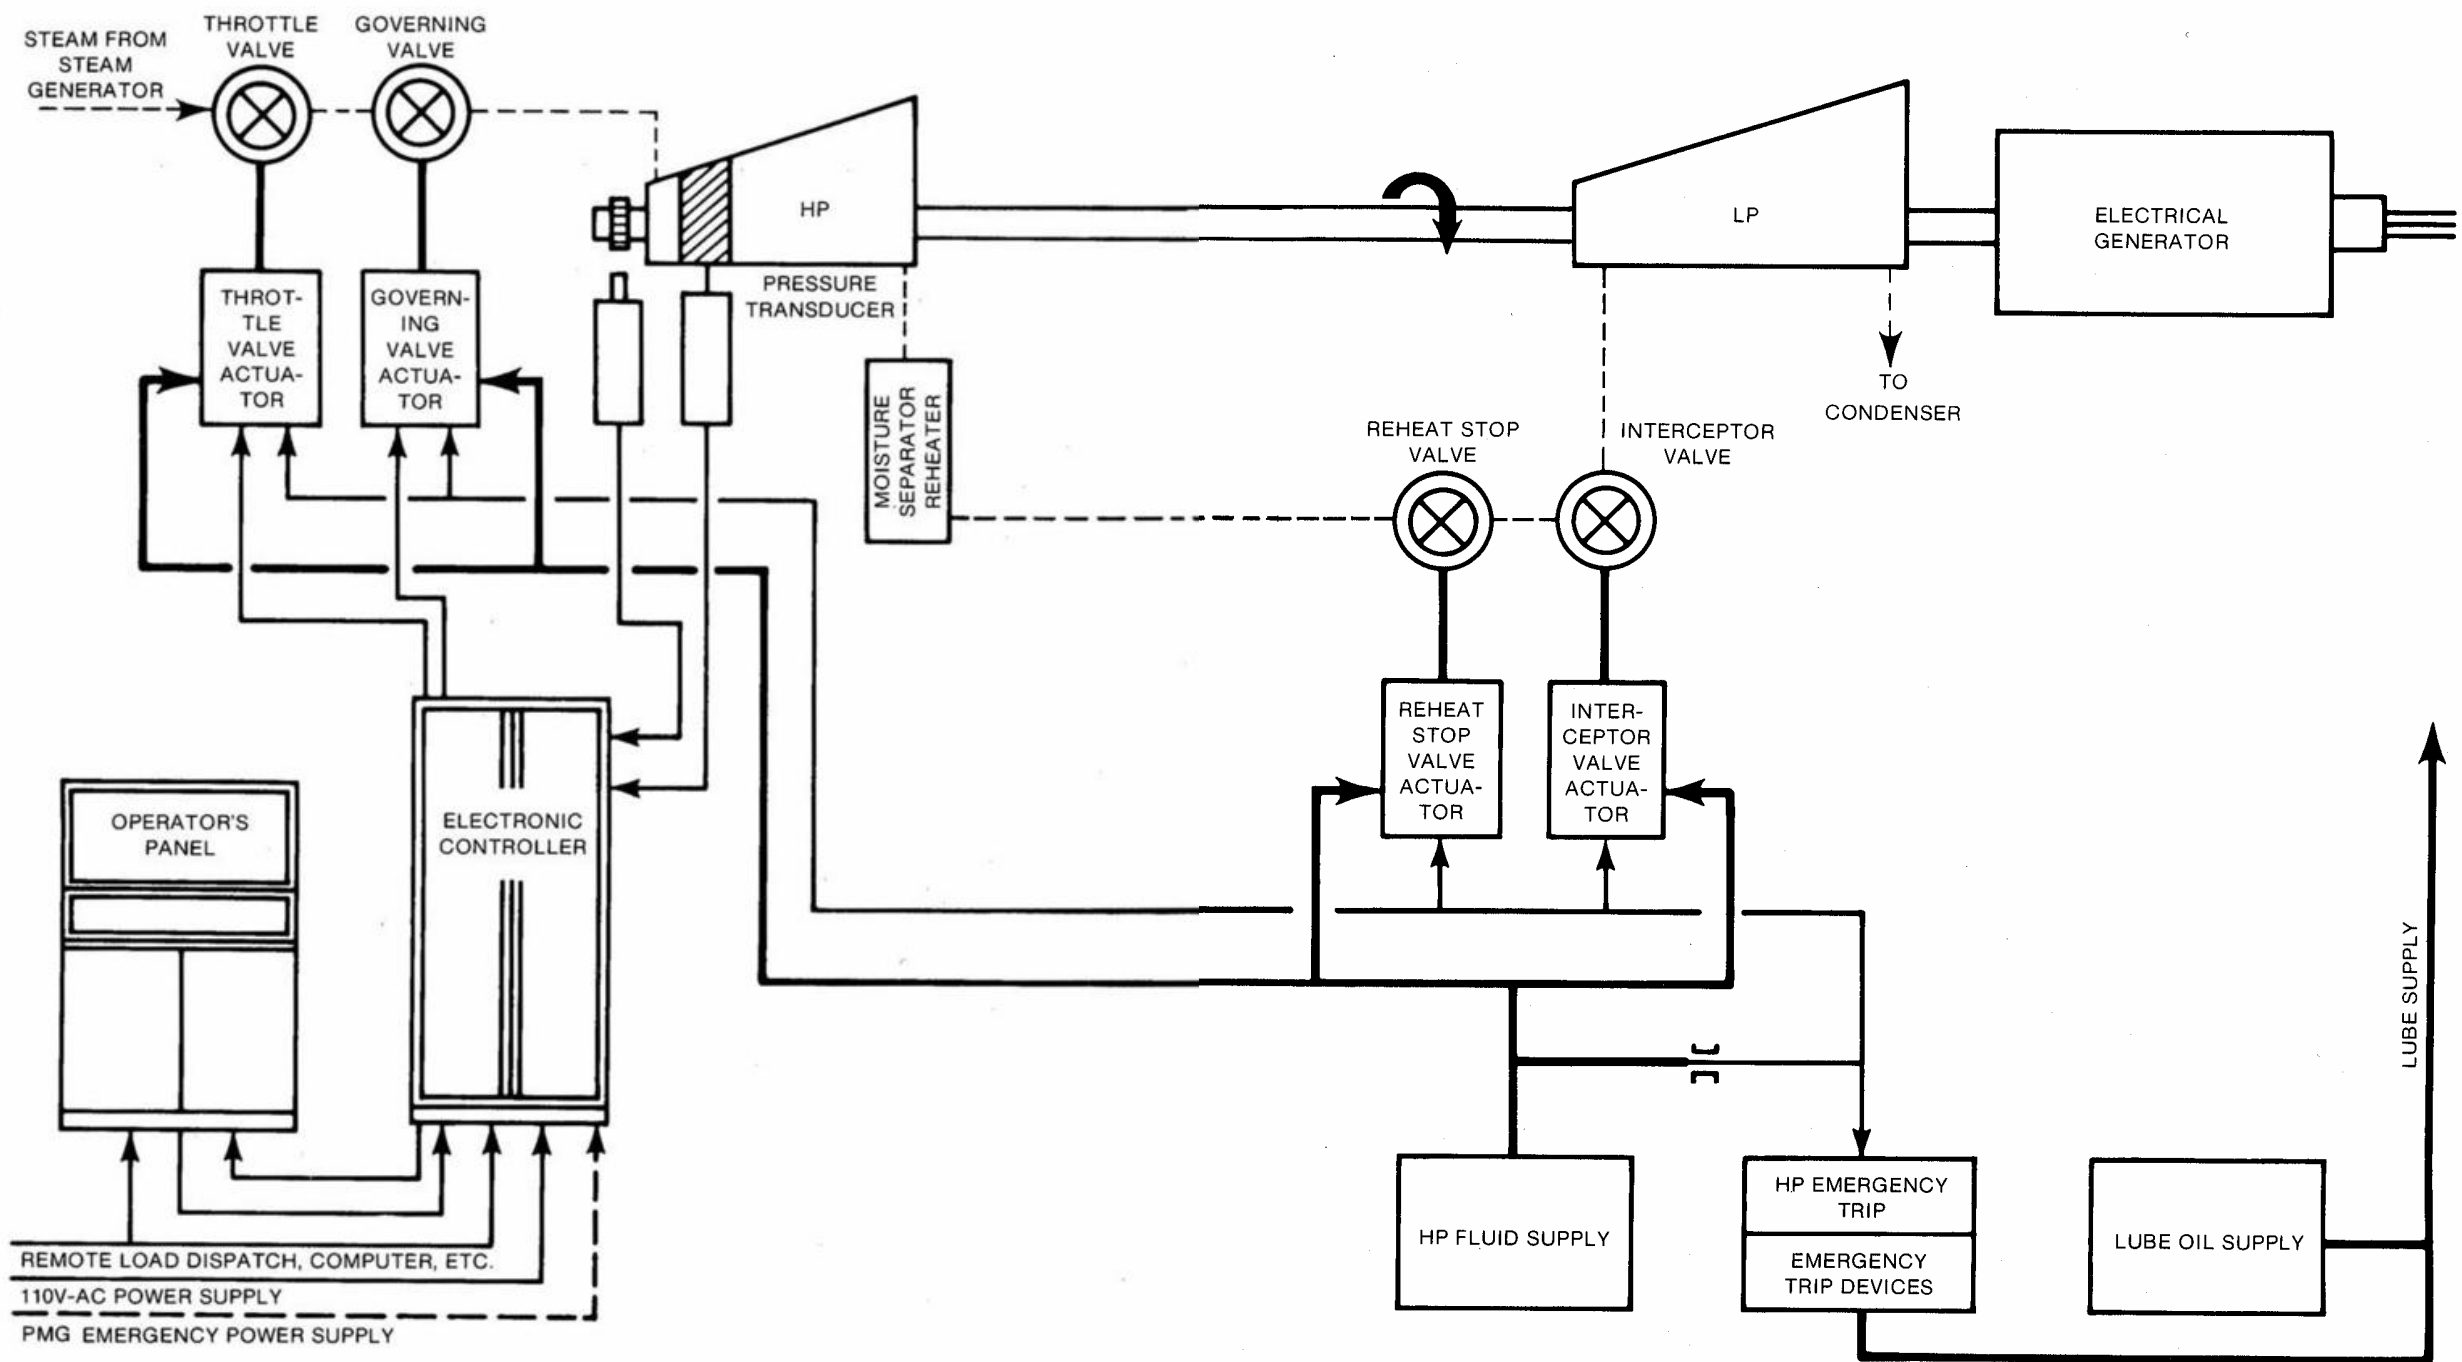 STEAM FROM
STEAM
GENERATOR
THROTTLE
VALVE
GOVERNING
VALVE
HP
LP
ELECTRICAL
GENERATOR
THROT-
TLE
VALVE
ACTUA-
TOR
GOVERN-
ING
VALVE
ACTUA-
TOR
PRESSURE
TRANSDUCER
MOISTURE
SEPARATOR
REHEATER
TO
CONDENSER
REHEAT STOP
VALVE
INTERCEPTOR
VALVE
REHEAT
STOP
VALVE
ACTUA-
TOR
INTER-
CEPTOR
VALVE
ACTUA-
TOR
OPERATOR'S
PANEL
ELECTRONIC
CONTROLLER
LUBE SUPPLY
HP FLUID SUPPLY
HP EMERGENCY
TRIP
EMERGENCY
TRIP DEVICES
LUBE OIL SUPPLY
REMOTE LOAD DISPATCH, COMPUTER, ETC.
110V-AC POWER SUPPLY
PMG EMERGENCY POWER SUPPLY